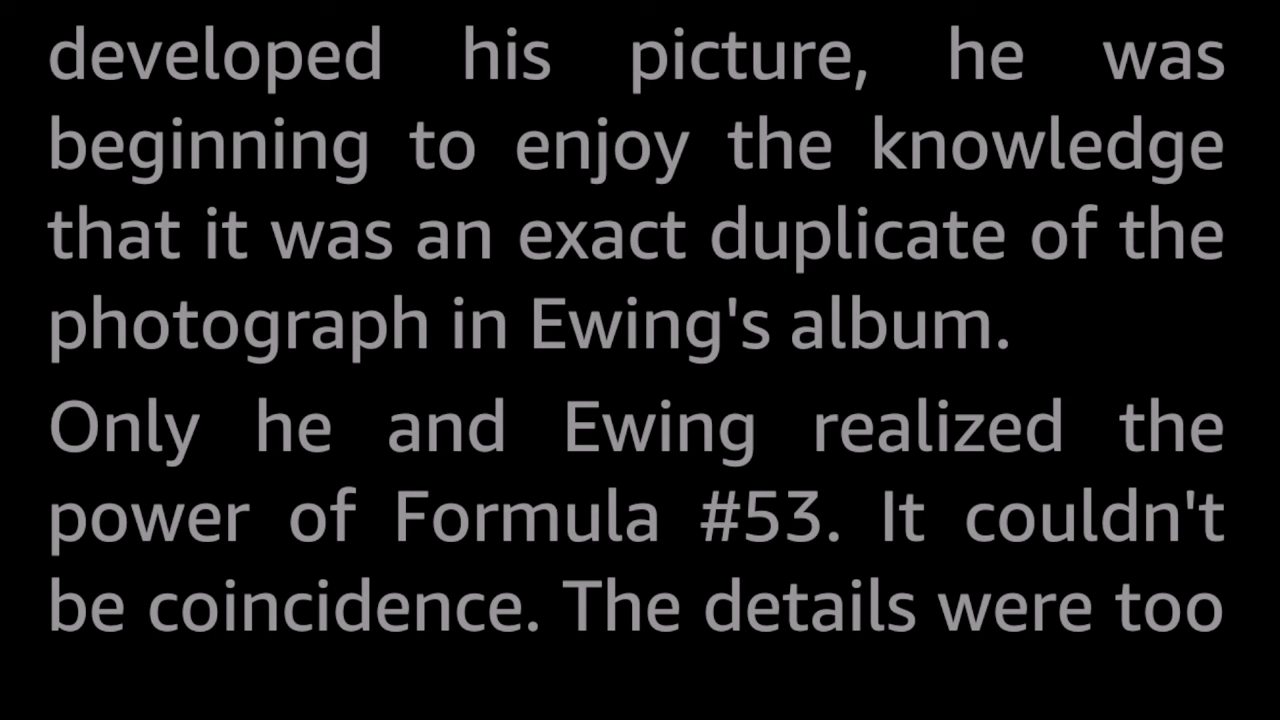 developed his picture, he was
beginning to enjoy the knowledge
that it was an exact duplicate of the
photograph in Ewing's album.
Only he and Ewing realized the
power of Formula #53. It couldn't
be coincidence. The details were too